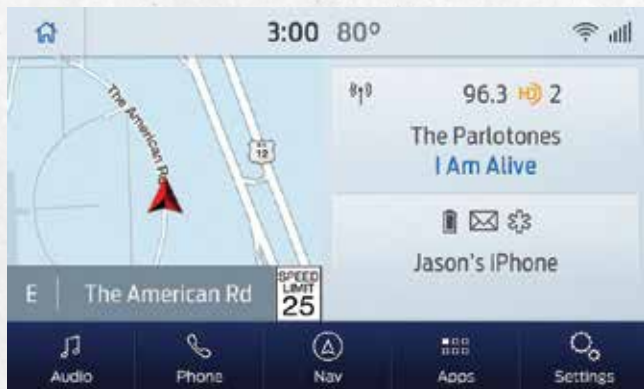 3:00 80°
The American Rd
US
12
96.3 HD 2
The Parlotones
I Am Alive
Jason's iPhone
E | The American Rd
SPEED
LIMIT
25
Audio Phone Nav Apps Settings